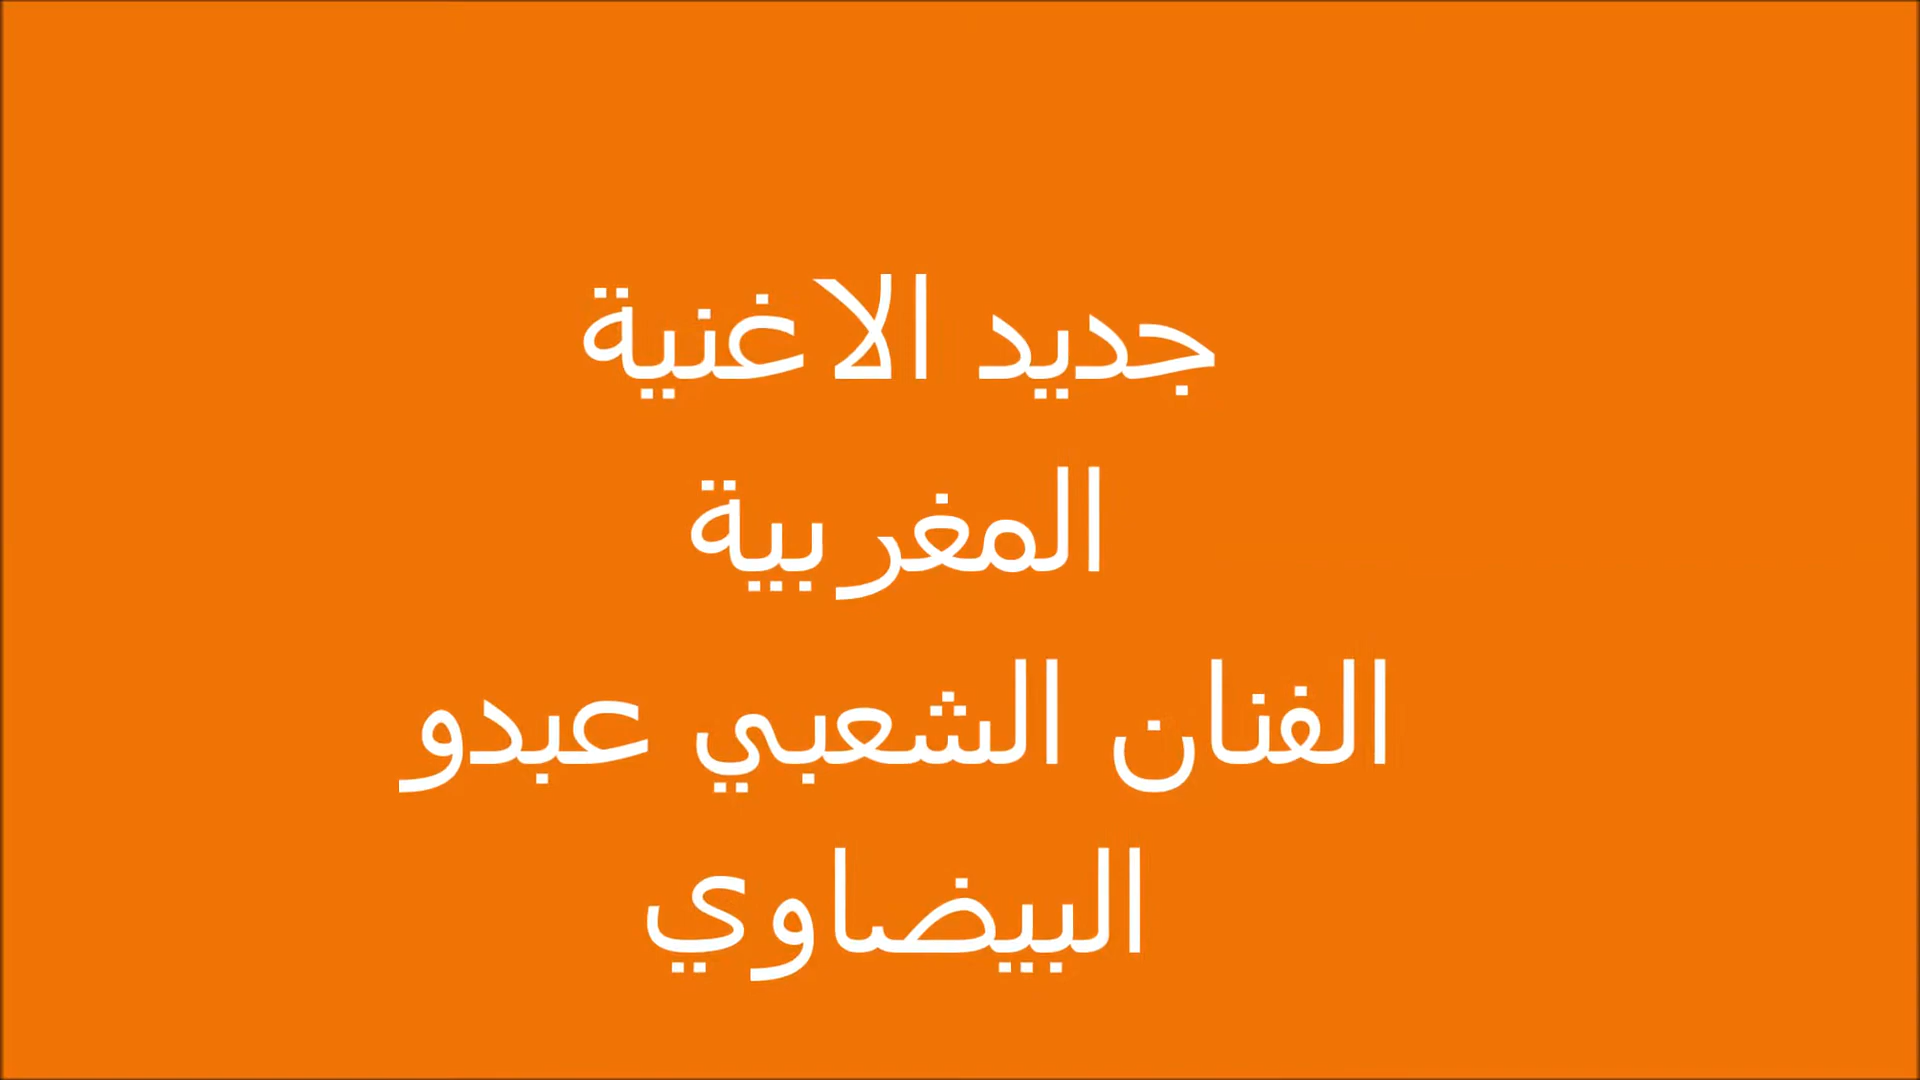 جديد الاغنية
المغربية
الفنان الشعبي عبدو
البيضاوي